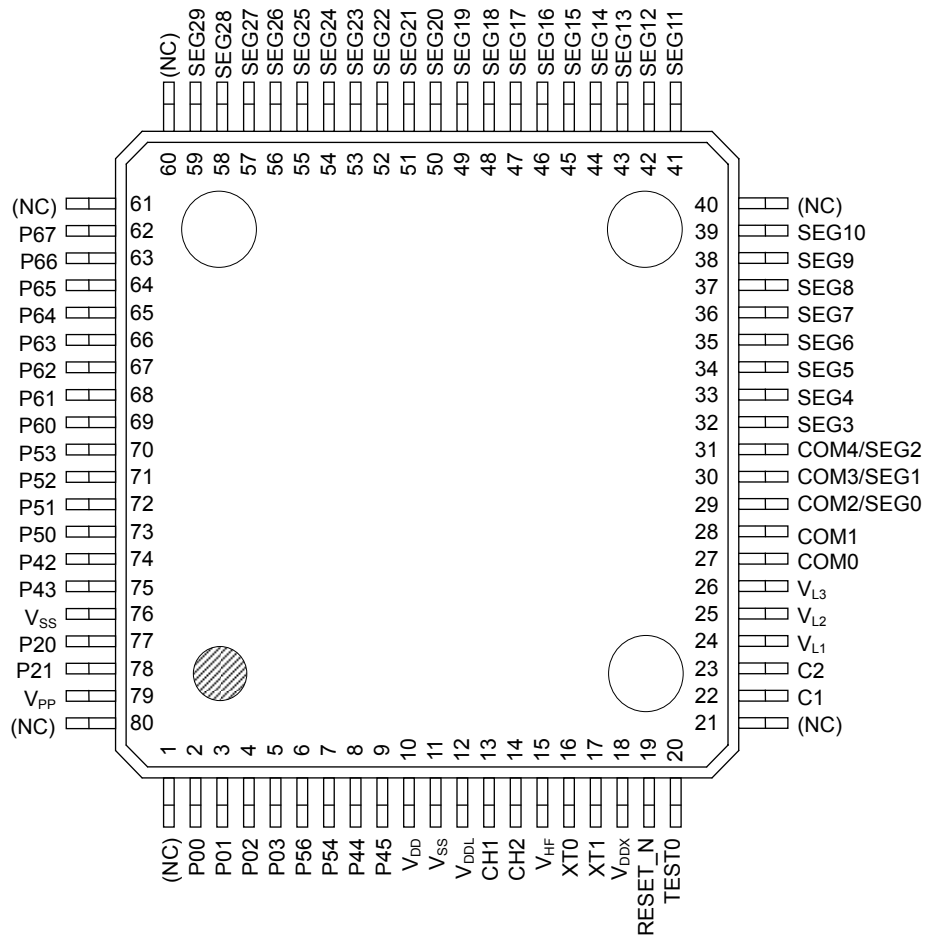 (NC)
SEG29
SEG28
SEG27
SEG26
SEG25
SEG24
SEG23
SEG22
SEG21
SEG20
SEG19
SEG18
SEG17
SEG16
SEG15
SEG14
SEG13
SEG12
SEG11
60 59 58 57 56 55 54 53 52 51 50 49 48 47 46 45 44 43 42 41
(NC) 61
P67 62
P66 63
P65 64
P64 65
P63 66
P62 67
P61 68
P60 69
P53 70
P52 71
P51 72
P50 73
P42 74
P43 75
VSS 76
P20 77
P21 78
VPP 79
(NC) 80
40 (NC)
39 SEG10
38 SEG9
37 SEG8
36 SEG7
35 SEG6
34 SEG5
33 SEG4
32 SEG3
31 COM4/SEG2
30 COM3/SEG1
29 COM2/SEG0
28 COM1
27 COM0
26 VL3
25 VL2
24 VL1
23 C2
22 C1
21 (NC)
1 2 3 4 5 6 7 8 9 10 11 12 13 14 15 16 17 18 19 20
(NC)
P00
P01
P02
P03
P56
P54
P44
P45
VDD
VSS
VDDL
CH1
CH2
VHF
XT0
XT1
VDDX
RESET_N
TEST0